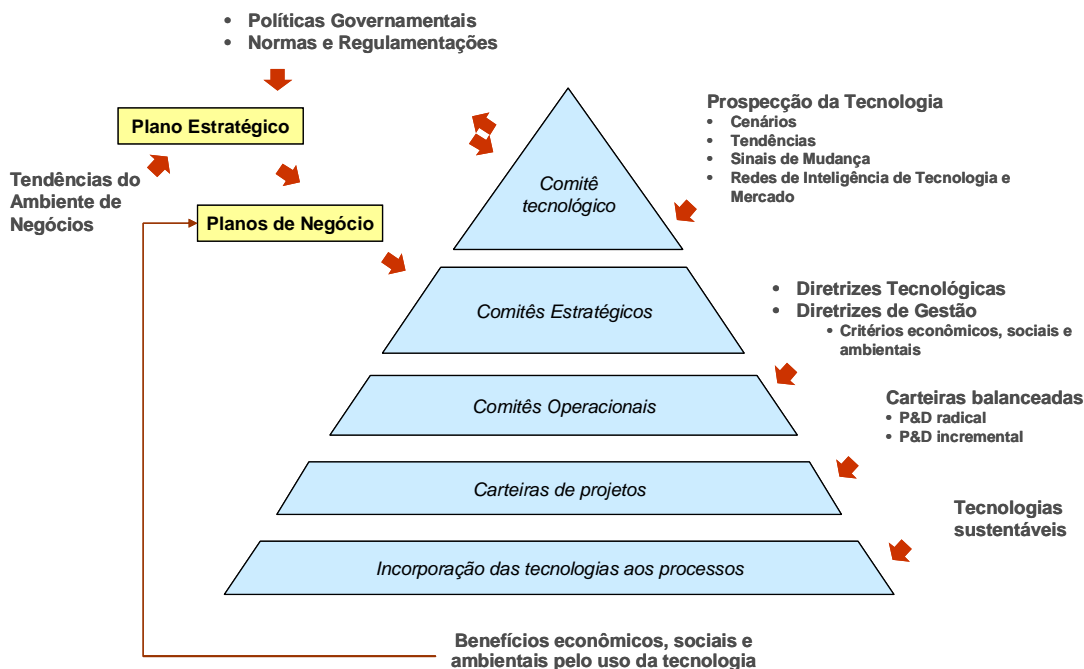 • Políticas Governamentais
• Normas e Regulamentações
Plano Estratégico
Tendências do
Ambiente de
Negócios
Planos de Negócio
Comitê
tecnológico
Prospecção da Tecnologia
• Cenários
• Tendências
• Sinais de Mudança
• Redes de Inteligência de Tecnologia e
Mercado
Comitês Estratégicos
• Diretrizes Tecnológicas
• Diretrizes de Gestão
• Critérios econômicos, sociais e
ambientais
Comitês Operacionais
Carteiras balanceadas
• P&D radical
• P&D incremental
Carteiras de projetos
Tecnologias
sustentáveis
Incorporação das tecnologias aos processos
Benefícios econômicos, sociais e
ambientais pelo uso da tecnologia